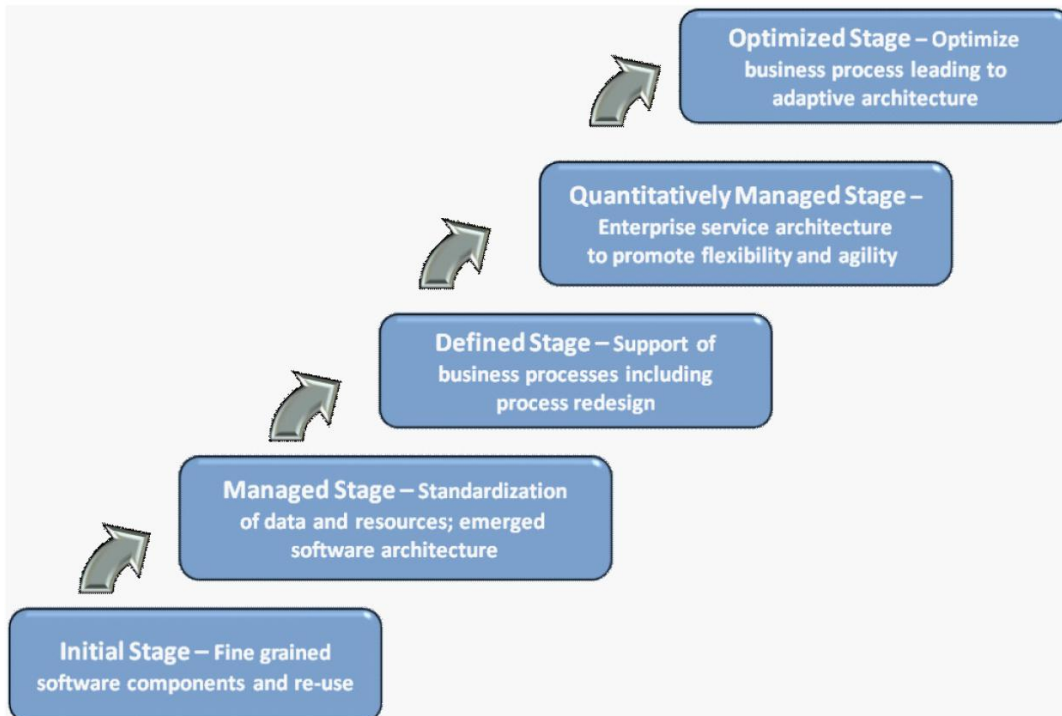 Optimized Stage – Optimize
business process leading to
adaptive architecture
Quantitatively Managed Stage –
Enterprise service architecture
to promote flexibility and agility
Defined Stage – Support of
business processes including
process redesign
Managed Stage – Standardization
of data and resources; emerged
software architecture
Initial Stage – Fine grained
software components and re-use